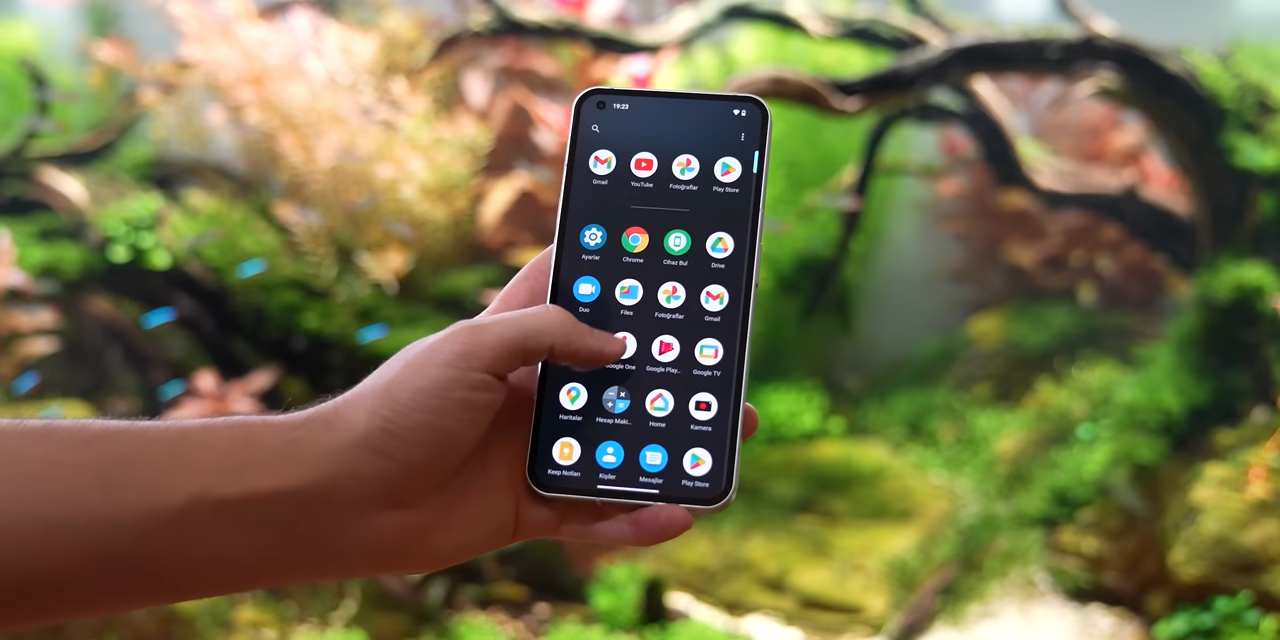 19:23
Gmail YouTube Fotoğraflar Play Store
Ayarlar Chrome Cihaz Bul Drive
Duo Files Fotoğraflar Gmail
Google One Google Play... Google TV
Haritalar Hesap Maki... Home Kamera
Keep Notları Kişiler Mesajlar Play Store